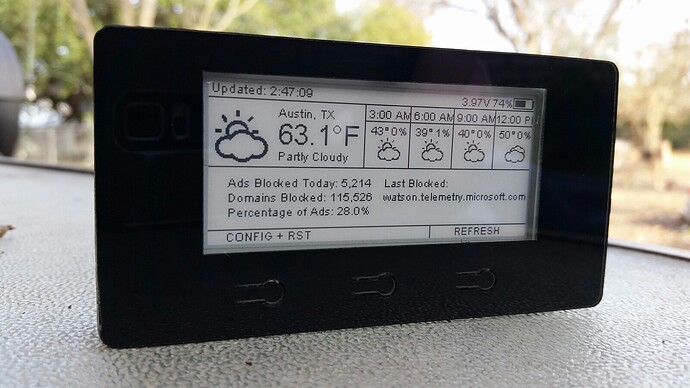 Updated: 2:47:09
3.97V 74%
Austin, TX
63.1°F
Partly Cloudy
3:00 AM 6:00 AM 9:00 AM 12:00 P
43° 0% 39° 1% 40° 0% 50° 0%
Ads Blocked Today: 5,214 Last Blocked:
Domains Blocked: 115,526 watson.telemetry.microsoft.com
Percentage of Ads: 28.0%
CONFIG + RST REFRESH